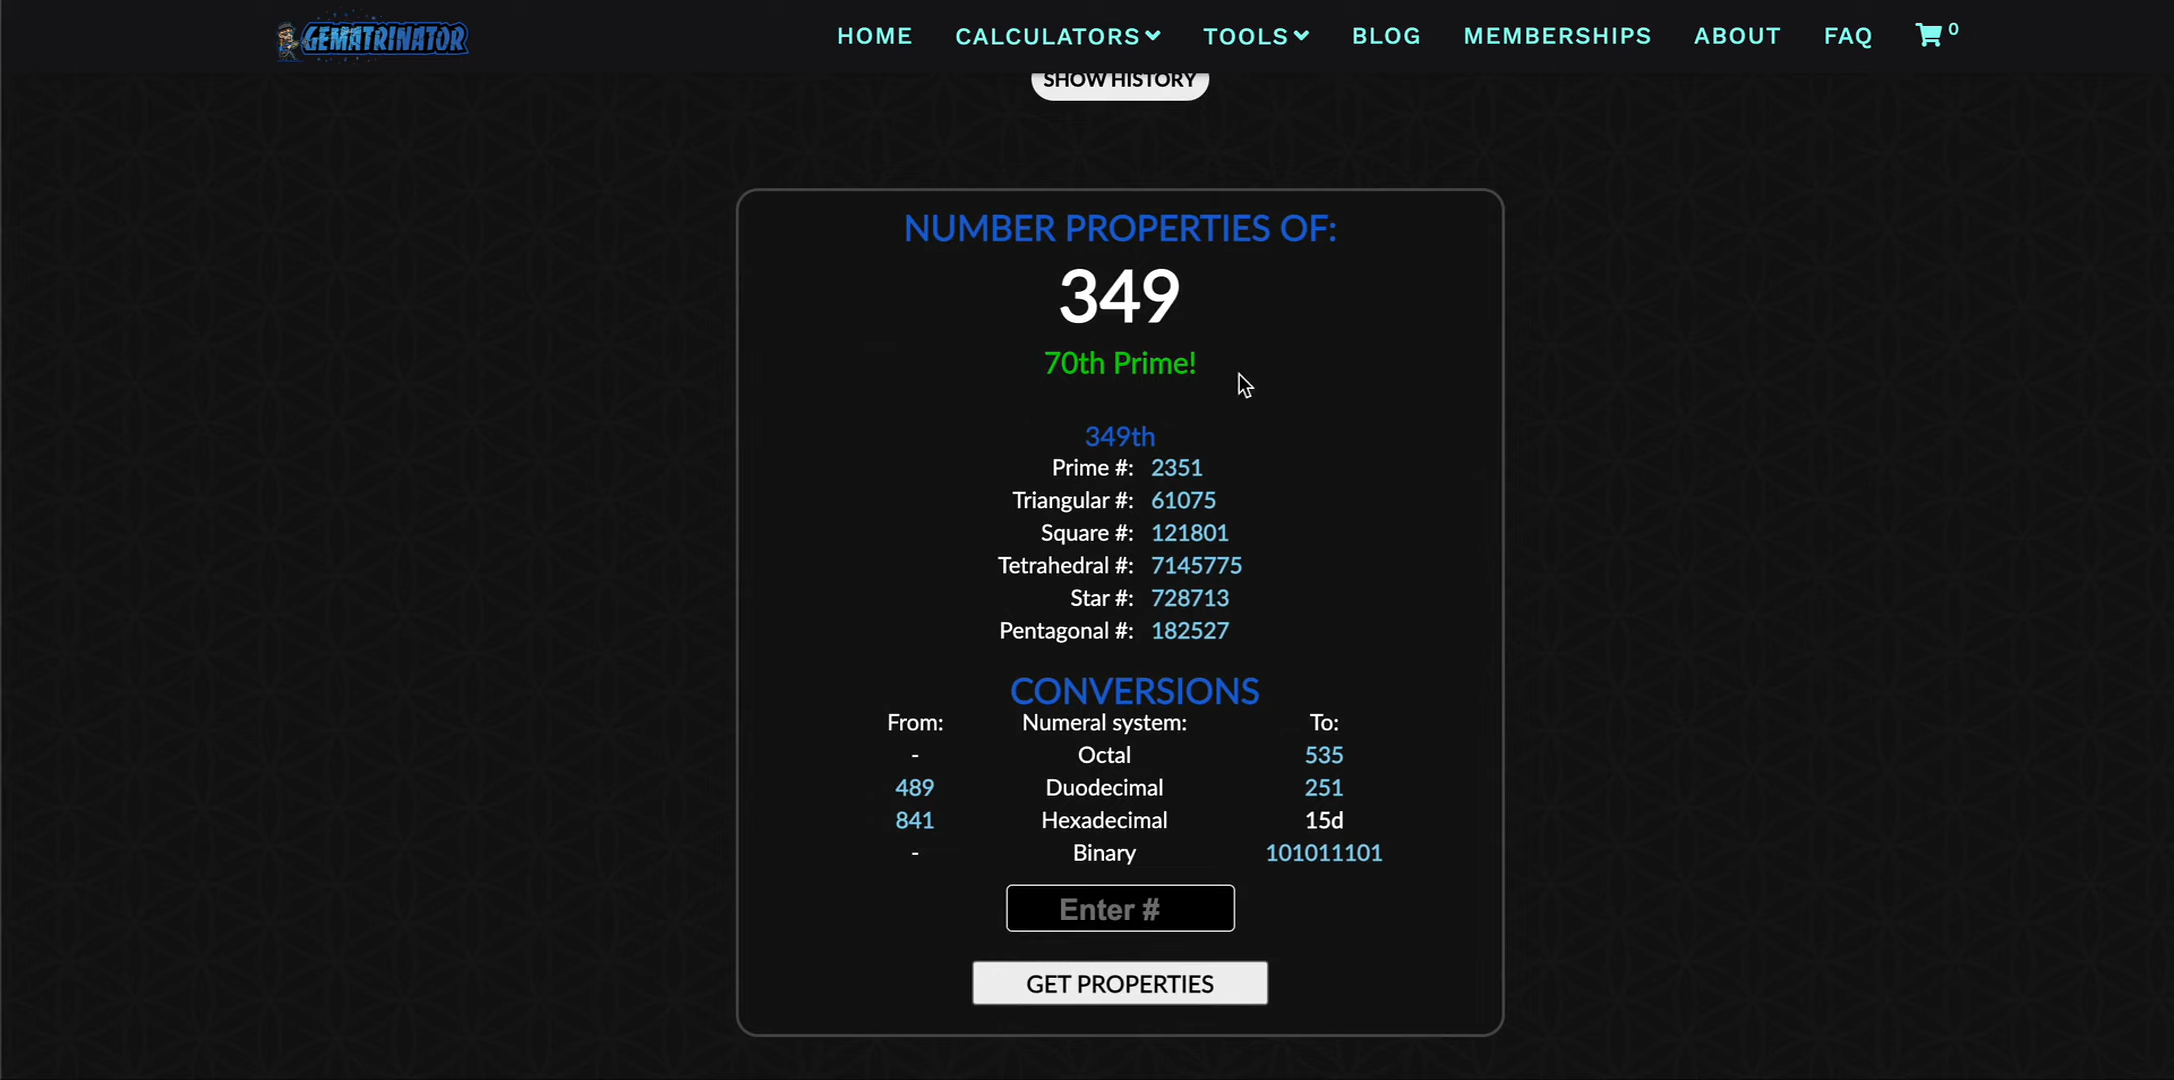 GEMATRINATOR
HOME CALCULATORS TOOLS BLOG MEMBERSHIPS ABOUT FAQ 0
SHOW HISTORY
NUMBER PROPERTIES OF:
349
70th Prime!
349th
Prime #: 2351
Triangular #: 61075
Square #: 121801
Tetrahedral #: 7145775
Star #: 728713
Pentagonal #: 182527
CONVERSIONS
From: Numeral system: To:
- Octal 535
489 Duodecimal 251
841 Hexadecimal 15d
- Binary 101011101
Enter #
GET PROPERTIES